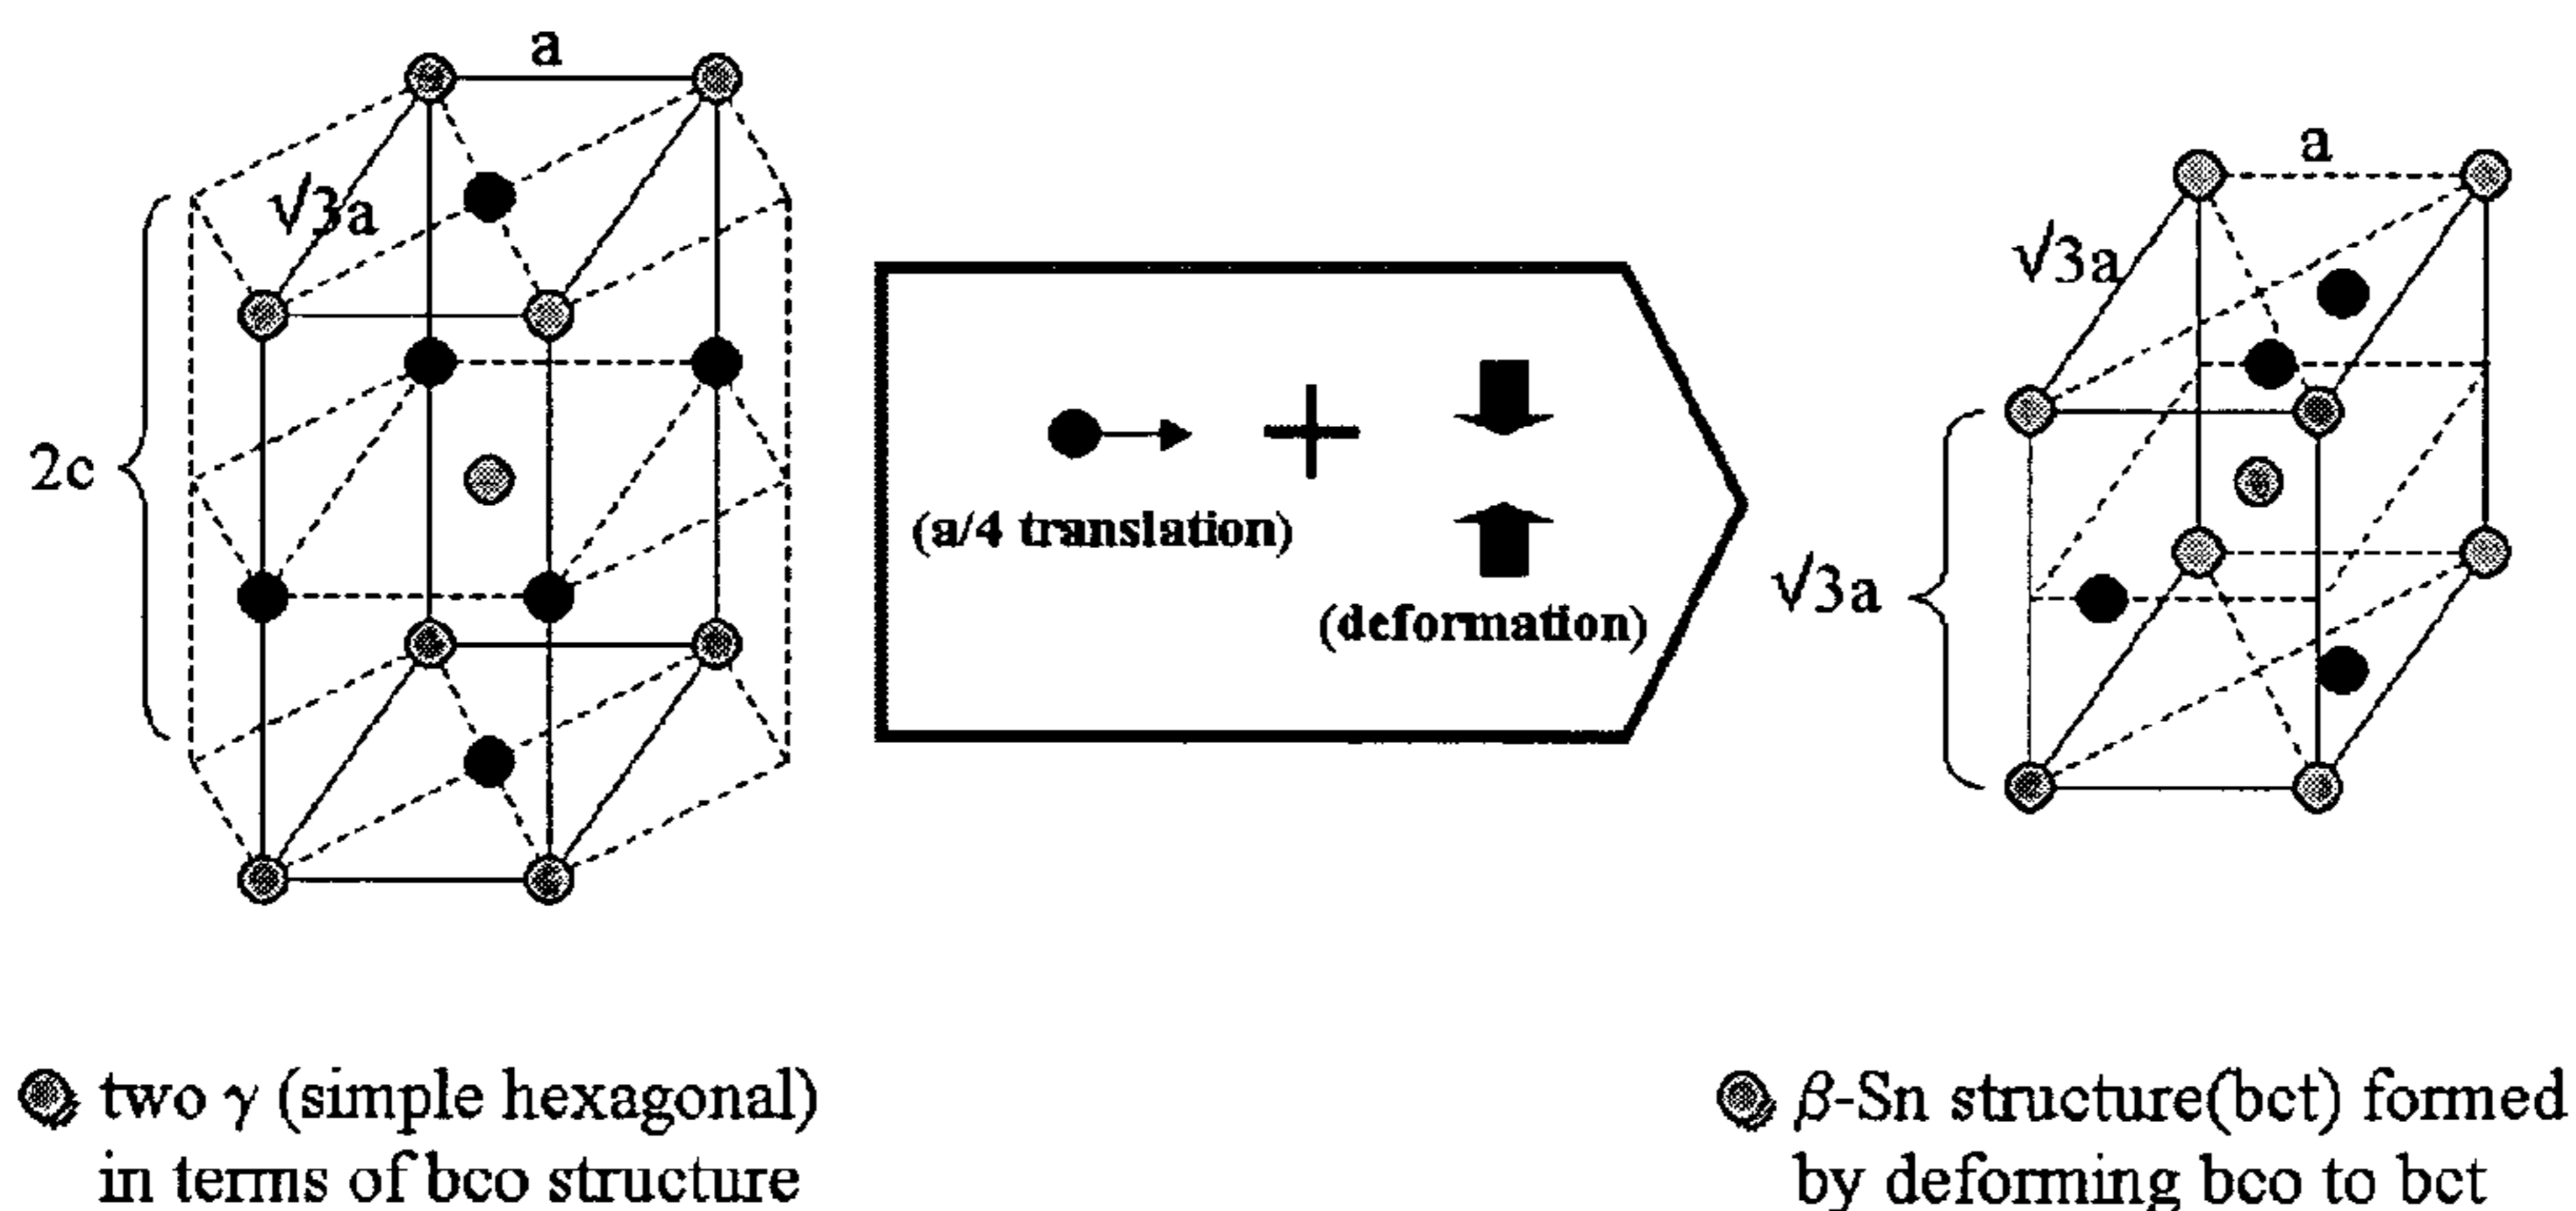 a
√3a
2c
(a/4 translation)
(deformation)
a
√3a
√3a
two γ (simple hexagonal)
in terms of bco structure
β-Sn structure(bct) formed
by deforming bco to bct